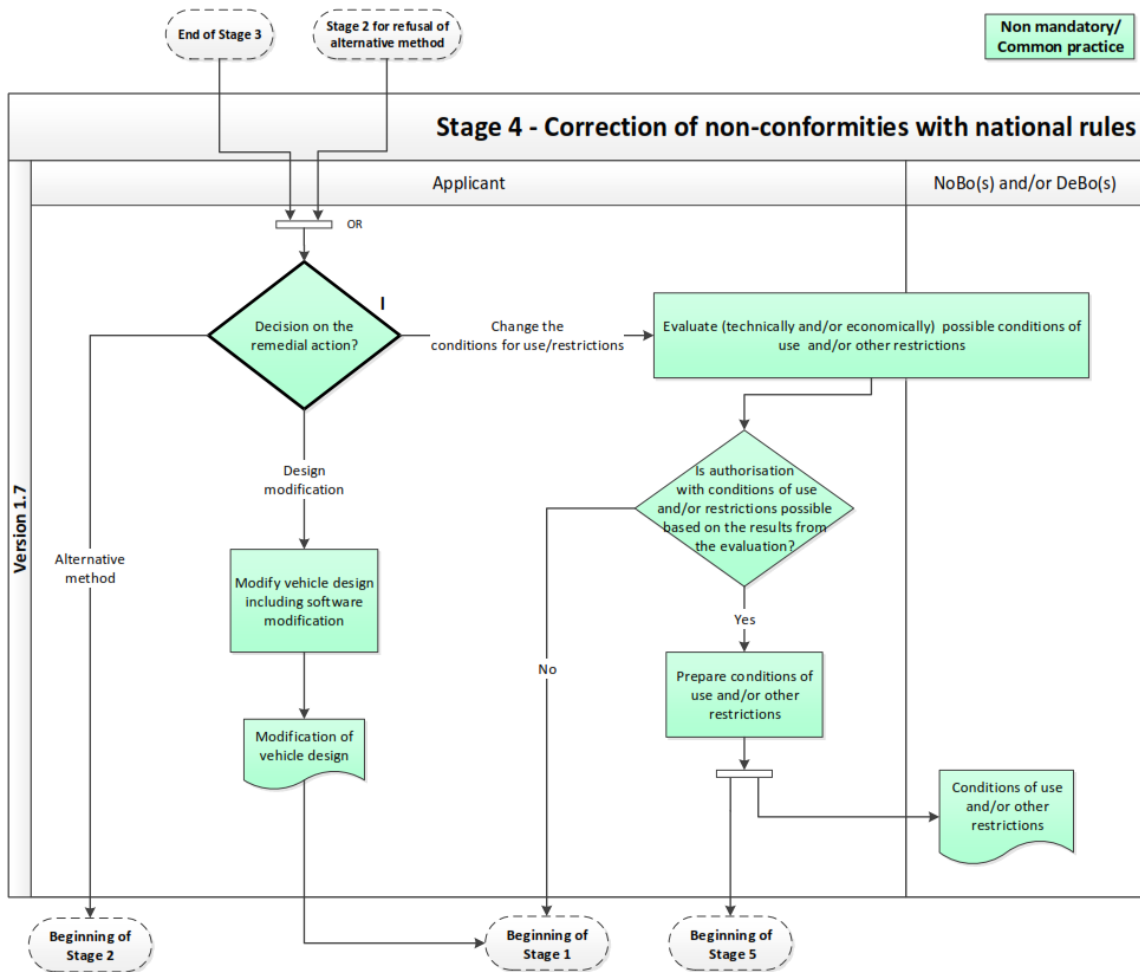 End of Stage 3
Stage 2 for refusal of
alternative method
Non mandatory/
Common practice
Stage 4 - Correction of non-conformities with national rules
Version 1.7
Applicant
NoBo(s) and/or DeBo(s)
OR
I
Decision on the
remedial action?
Change the
conditions for use/restrictions
Evaluate (technically and/or economically) possible conditions of
use and/or other restrictions
Design
modification
Is authorisation
with conditions of use
and/or restrictions possible
based on the results from
the evaluation?
Alternative
method
Modify vehicle design
including software
modification
Yes
No
Prepare conditions of
use and/or other
restrictions
Modification of
vehicle design
Conditions of use
and/or other
restrictions
Beginning of
Stage 2
Beginning of
Stage 1
Beginning of
Stage 5